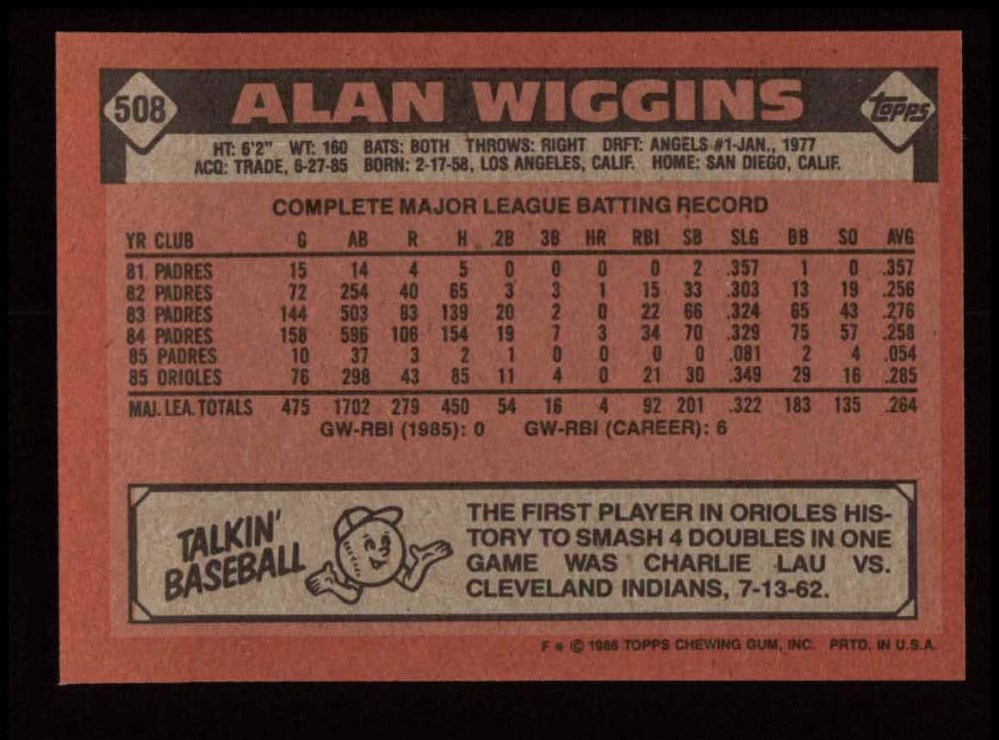 508 ALAN WIGGINS Topps
HT: 6'2" WT: 160 BATS: BOTH THROWS: RIGHT DRFT: ANGELS #1-JAN., 1977
ACQ: TRADE, 6-27-85 BORN: 2-17-58, LOS ANGELES, CALIF. HOME: SAN DIEGO, CALIF.
COMPLETE MAJOR LEAGUE BATTING RECORD
YR CLUB G AB R H 2B 3B HR RBI SB SLG BB SO AVG
81 PADRES 15 14 4 5 0 0 0 0 2 .357 1 0 .357
82 PADRES 72 254 40 65 3 3 1 15 33 .303 13 19 .256
83 PADRES 144 503 83 139 20 2 0 22 66 .324 65 43 .276
84 PADRES 158 596 106 154 19 7 3 34 70 .329 75 57 .258
85 PADRES 10 37 3 2 1 0 0 0 0 .081 2 4 .054
85 ORIOLES 76 298 43 85 11 4 0 21 30 .349 29 16 .285
MAJ. LEA. TOTALS 475 1702 279 450 54 16 4 92 201 .322 183 135 .264
GW-RBI (1985): 0 GW-RBI (CAREER): 6
TALKIN'
BASEBALL
THE FIRST PLAYER IN ORIOLES HIS-
TORY TO SMASH 4 DOUBLES IN ONE
GAME WAS CHARLIE LAU VS.
CLEVELAND INDIANS, 7-13-62.
F * © 1986 TOPPS CHEWING GUM, INC. PRTD. IN U.S.A.